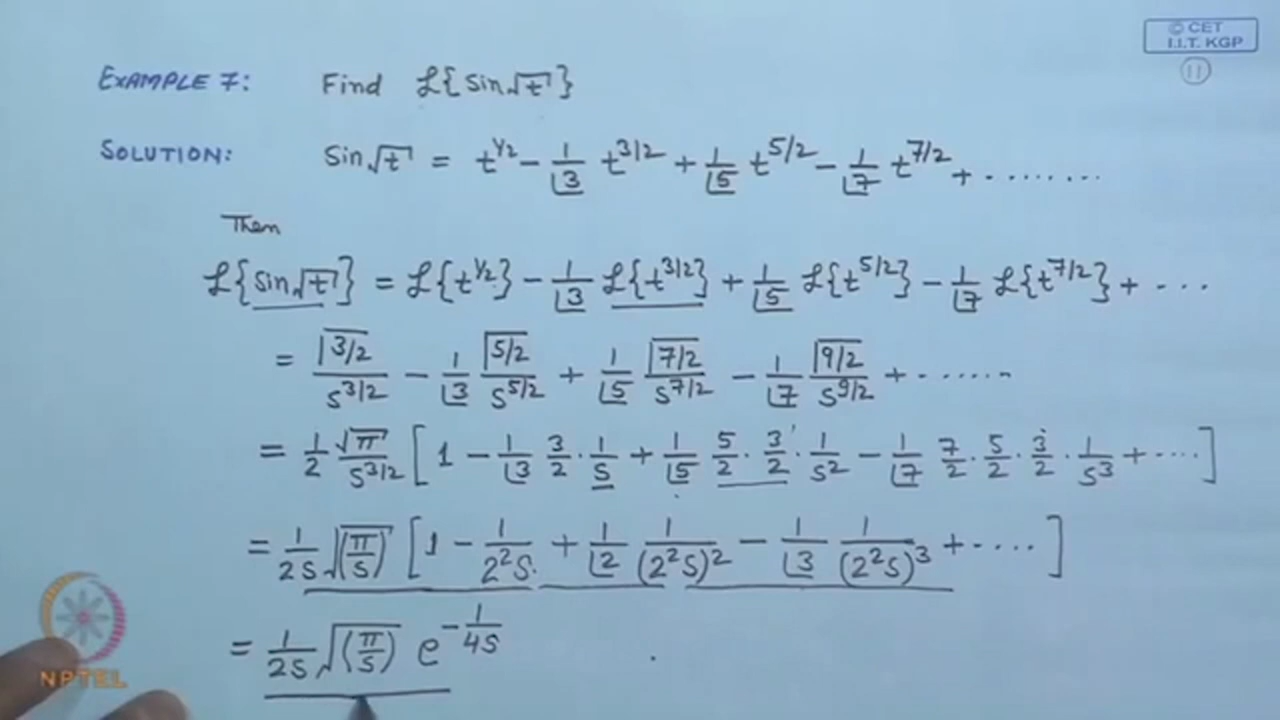 © CET
I.I.T. KGP
11
EXAMPLE 7: Find ℒ{sin√t}
SOLUTION: Sin√t = t^{1/2} − 1/⌊3 t^{3/2} + 1/⌊5 t^{5/2} − 1/⌊7 t^{7/2} + ........
Then
ℒ{sin√t} = ℒ{t^{1/2}} − 1/⌊3 ℒ{t^{3/2}} + 1/⌊5 ℒ{t^{5/2}} − 1/⌊7 ℒ{t^{7/2}} + ...
= Γ3/2 / s^{3/2} − 1/⌊3 Γ5/2 / s^{5/2} + 1/⌊5 Γ7/2 / s^{7/2} − 1/⌊7 Γ9/2 / s^{9/2} + ......
= 1/2 √π/s^{3/2} [1 − 1/⌊3 3/2 · 1/s + 1/⌊5 5/2 · 3/2 · 1/s² − 1/⌊7 7/2 · 5/2 · 3/2 · 1/s³ + ....]
= 1/2s √(π/s) [1 − 1/2²s + 1/⌊2 1/(2²s)² − 1/⌊3 1/(2²s)³ + ....]
= 1/2s √(π/s) e^{−1/4s}
NPTEL